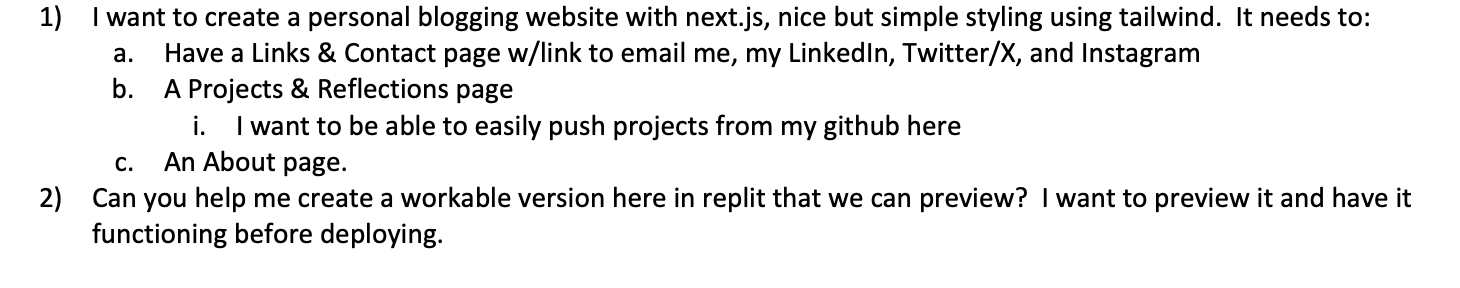 1) I want to create a personal blogging website with next.js, nice but simple styling using tailwind. It needs to:
a. Have a Links & Contact page w/link to email me, my LinkedIn, Twitter/X, and Instagram
b. A Projects & Reflections page
i. I want to be able to easily push projects from my github here
c. An About page.
2) Can you help me create a workable version here in replit that we can preview? I want to preview it and have it
functioning before deploying.